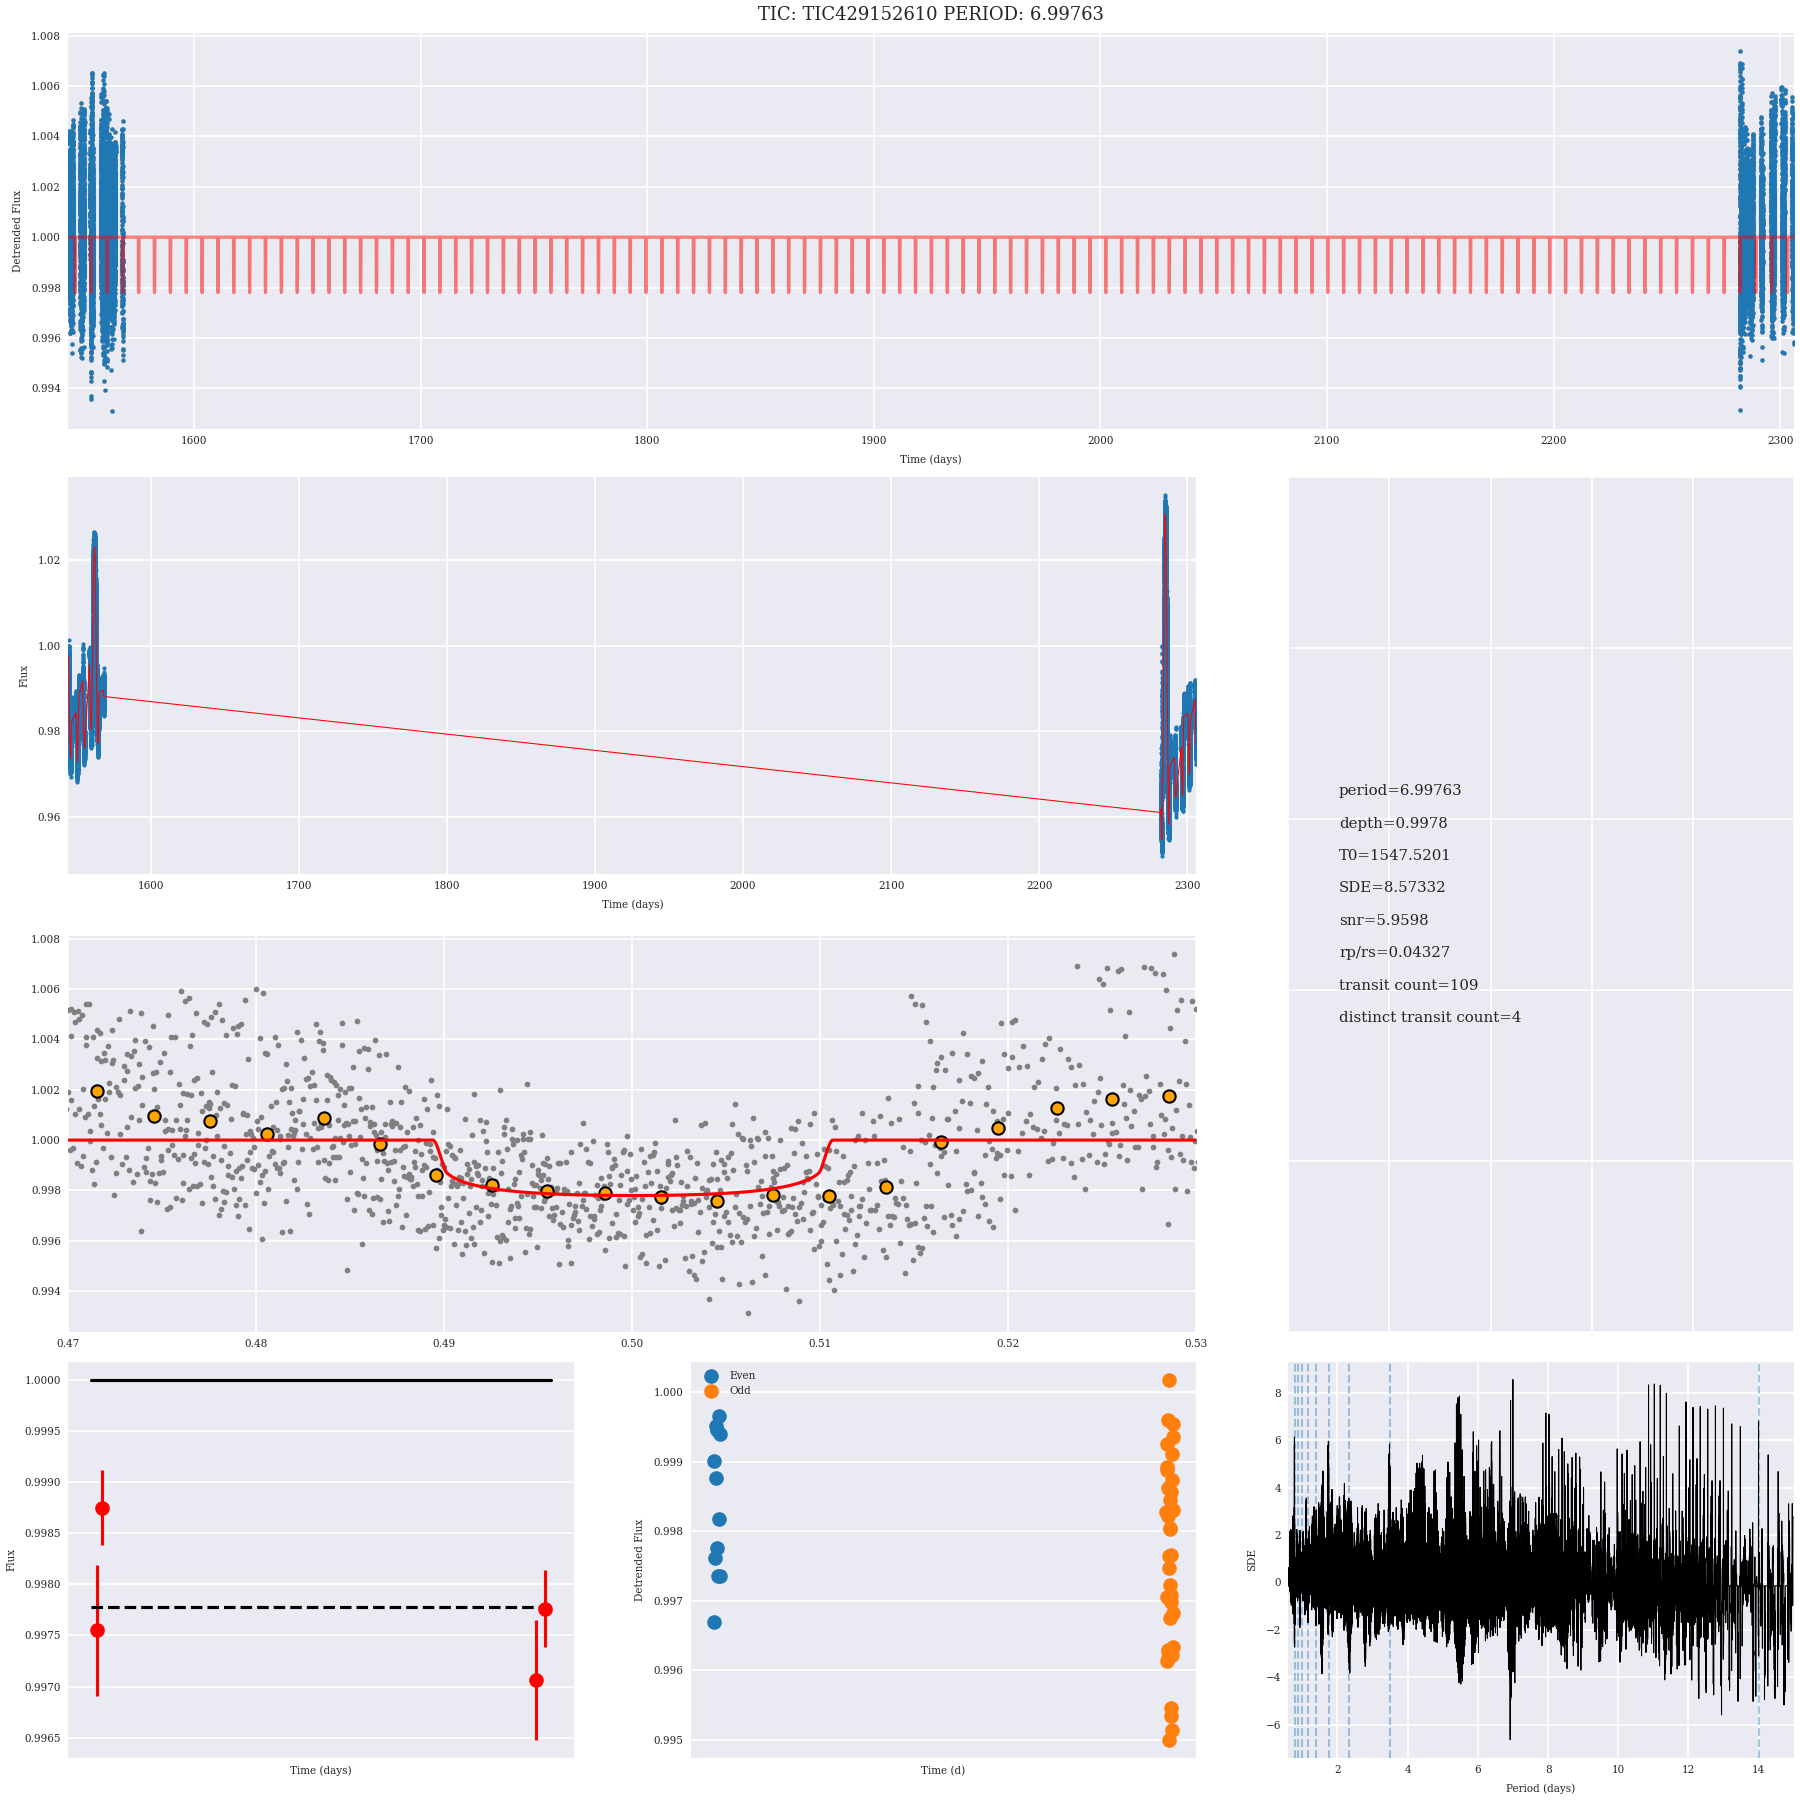 TIC: TIC429152610 PERIOD: 6.99763
1.008
1.006
1.004
1.002
1.000
0.998
0.996
0.994
Detrended Flux
1600 1700 1800 1900 2000 2100 2200 2300
Time (days)
1.02
1.00
0.98
0.96
Flux
1600 1700 1800 1900 2000 2100 2200 2300
Time (days)
period=6.99763
depth=0.9978
T0=1547.5201
SDE=8.57332
snr=5.9598
rp/rs=0.04327
transit count=109
distinct transit count=4
1.008
1.006
1.004
1.002
1.000
0.998
0.996
0.994
0.47 0.48 0.49 0.50 0.51 0.52 0.53
1.0000
0.9995
0.9990
0.9985
0.9980
0.9975
0.9970
0.9965
Flux
Time (days)
Even
Odd
1.000
0.999
0.998
0.997
0.996
0.995
Detrended Flux
Time (d)
8
6
4
2
0
−2
−4
−6
SDE
2 4 6 8 10 12 14
Period (days)